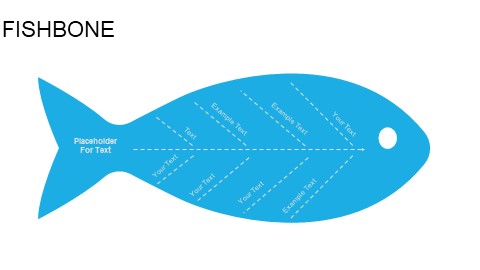 FISHBONE
Placeholder
For Text
Text
Example Text
Example Text
Your Text
Your Text
Your Text
Your Text
Example Text